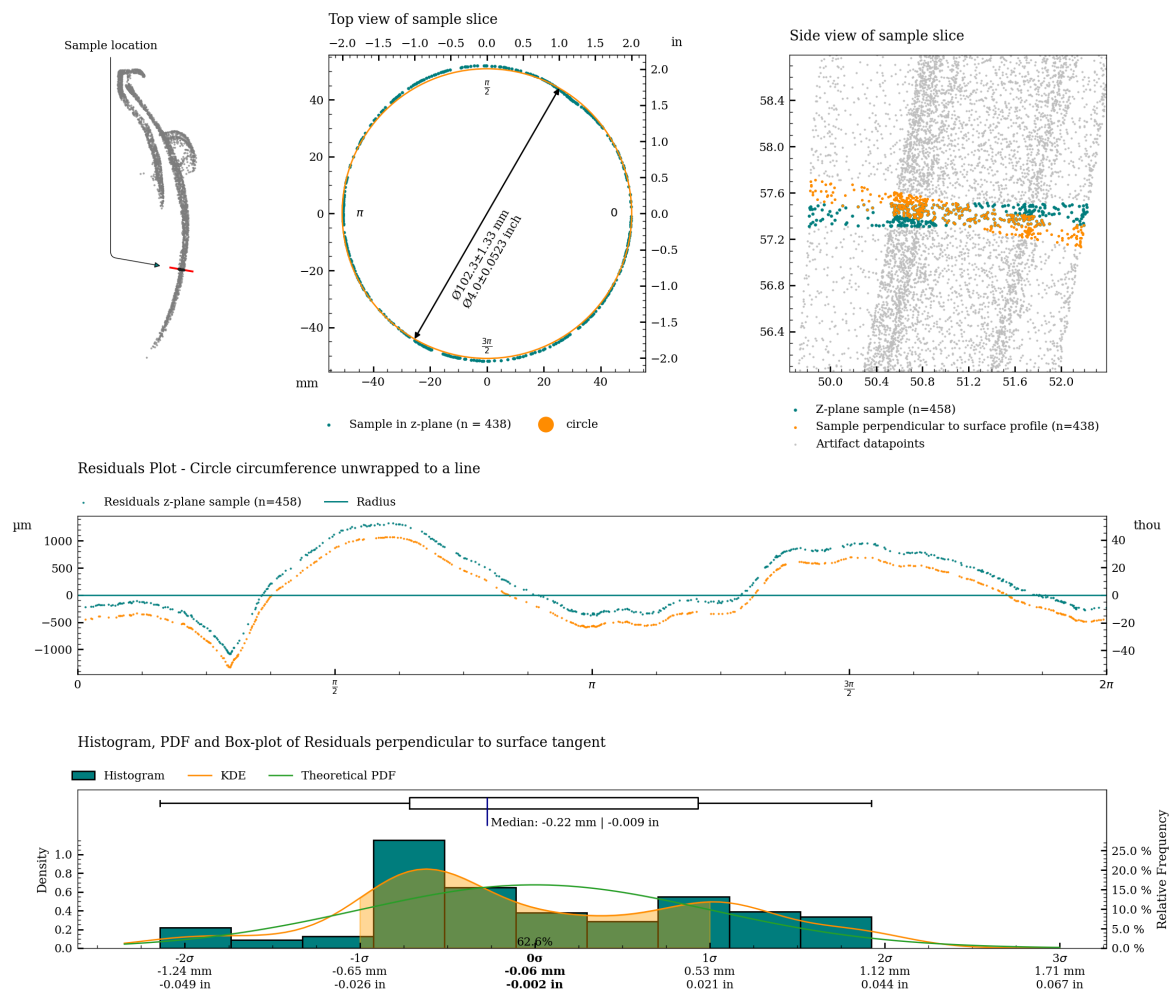 Top view of sample slice
Sample location
−2.0 −1.5 −1.0 −0.5 0.0 0.5 1.0 1.5 2.0 in
Side view of sample slice
π/2
π
0
3π/2
Ø102.3±1.33 mm
Ø4.0±0.0523 inch
40
20
0
−20
−40
2.0
1.5
1.0
0.5
0.0
−0.5
−1.0
−1.5
−2.0
mm
−40 −20 0 20 40
58.4
58.0
57.6
57.2
56.8
56.4
50.0 50.4 50.8 51.2 51.6 52.0
Sample in z-plane (n = 438) circle
Z-plane sample (n=458)
Sample perpendicular to surface profile (n=438)
Artifact datapoints
Residuals Plot - Circle circumference unwrapped to a line
Residuals z-plane sample (n=458) Radius
µm
thou
1000
500
0
−500
−1000
40
20
0
−20
−40
0 π/2 π 3π/2 2π
Histogram, PDF and Box-plot of Residuals perpendicular to surface tangent
Histogram KDE Theoretical PDF
Median: -0.22 mm | -0.009 in
Density
1.0
0.8
0.6
0.4
0.2
0.0
62.6%
25.0 %
20.0 %
15.0 %
10.0 %
5.0 %
0.0 %
Relative Frequency
-2σ -1σ 0σ 1σ 2σ 3σ
-1.24 mm -0.65 mm -0.06 mm 0.53 mm 1.12 mm 1.71 mm
-0.049 in -0.026 in -0.002 in 0.021 in 0.044 in 0.067 in